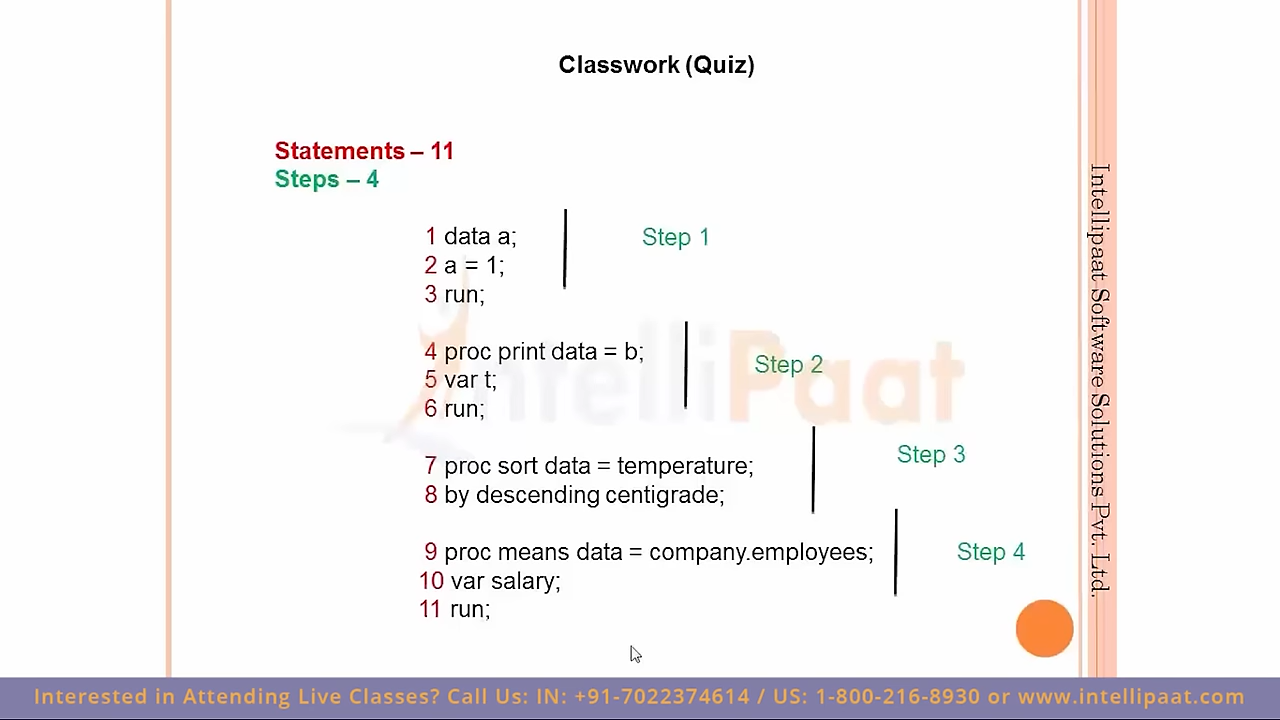 Classwork (Quiz)
Statements – 11
Steps – 4
1 data a;
2 a = 1;
3 run;
Step 1
4 proc print data = b;
5 var t;
6 run;
Step 2
7 proc sort data = temperature;
8 by descending centigrade;
Step 3
9 proc means data = company.employees;
10 var salary;
11 run;
Step 4
IntelliPaat
Intellipaat Software Solutions Pvt. Ltd.
Interested in Attending Live Classes? Call Us: IN: +91-7022374614 / US: 1-800-216-8930 or www.intellipaat.com